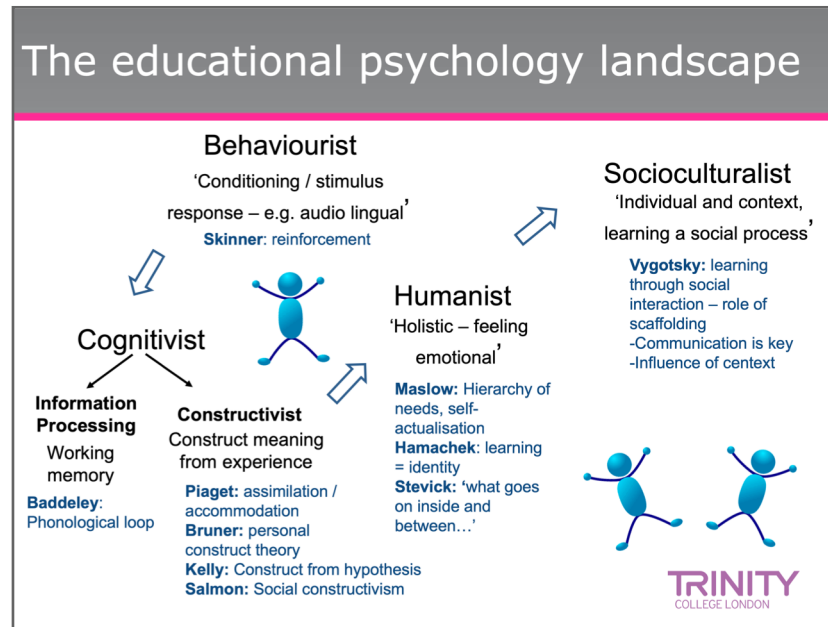 The educational psychology landscape
Behaviourist
‘Conditioning / stimulus
response – e.g. audio lingual’
Skinner: reinforcement
Cognitivist
Information
Processing
Working
memory
Baddeley:
Phonological loop
Constructivist
Construct meaning
from experience
Piaget: assimilation /
accommodation
Bruner: personal
construct theory
Kelly: Construct from hypothesis
Salmon: Social constructivism
Humanist
‘Holistic – feeling
emotional’
Maslow: Hierarchy of
needs, self-
actualisation
Hamachek: learning
= identity
Stevick: ‘what goes
on inside and
between…’
Socioculturalist
‘Individual and context,
learning a social process’
Vygotsky: learning
through social
interaction – role of
scaffolding
-Communication is key
-Influence of centext
TRINITY
COLLEGE LONDON